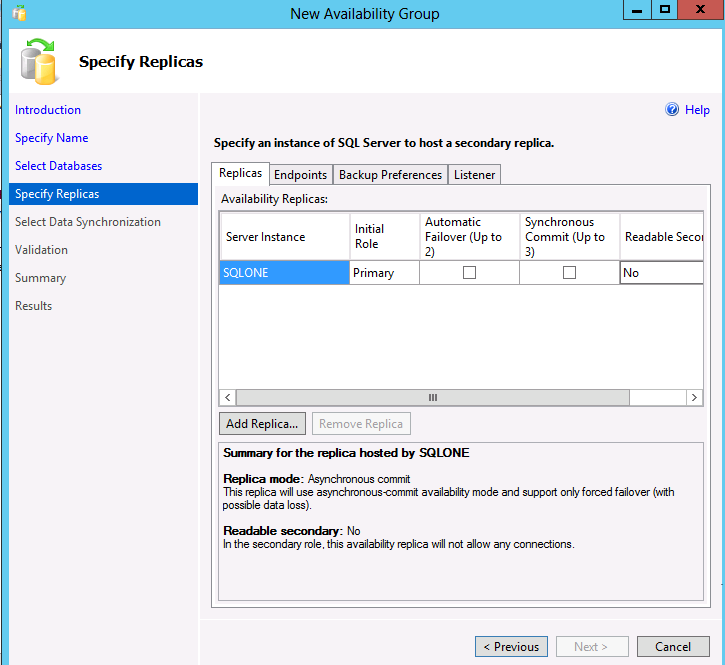 New Availability Group
X
Specify Replicas
Introduction
Specify Name
Select Databases
Specify Replicas
Select Data Synchronization
Validation
Summary
Results
Help
Specify an instance of SQL Server to host a secondary replica.
Replicas
Endpoints
Backup Preferences
Listener
Availability Replicas:
Server Instance
Initial
Role
Automatic
Failover (Up to
2)
Synchronous
Commit (Up to
3)
Readable Secor
SQLONE
Primary
No
Add Replica...
Remove Replica
Summary for the replica hosted by SQLONE
Replica mode: Asynchronous commit
This replica will use asynchronous-commit availability mode and support only forced failover (with
possible data loss).
Readable secondary: No
In the secondary role, this availability replica will not allow any connections.
< Previous
Next >
Cancel